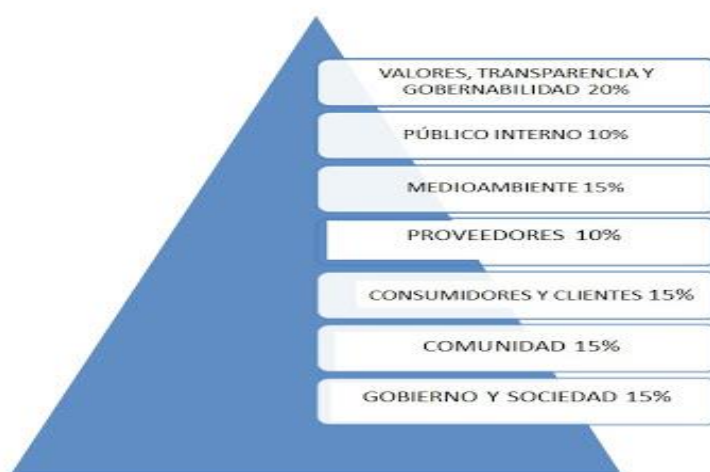 VALORES, TRANSPARENCIA Y
GOBERNABILIDAD 20%
PÚBLICO INTERNO 10%
MEDIOAMBIENTE 15%
PROVEEDORES 10%
CONSUMIDORES Y CLIENTES 15%
COMUNIDAD 15%
GOBIERNO Y SOCIEDAD 15%